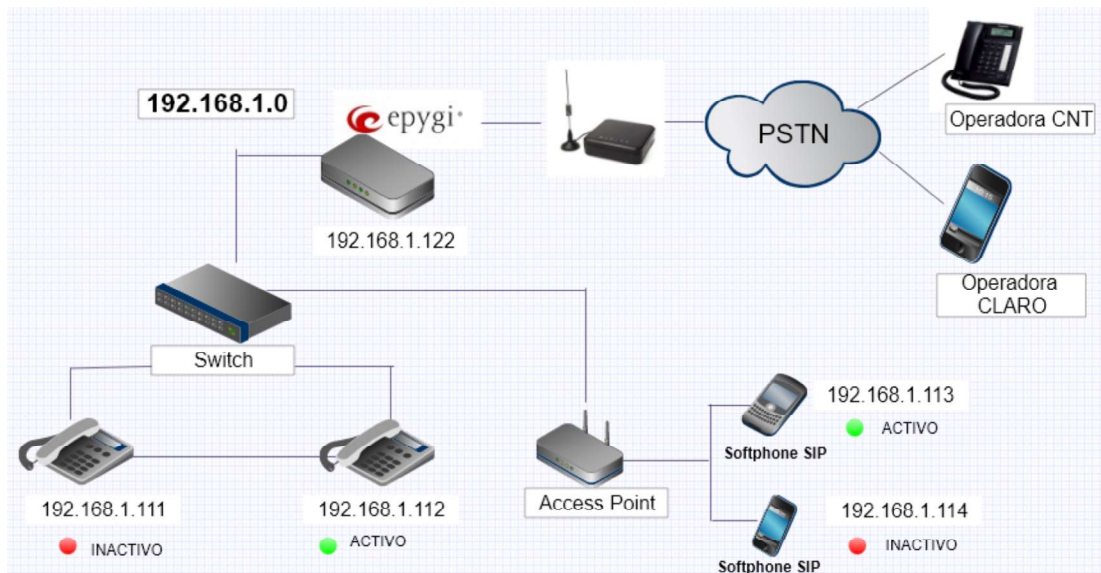 192.168.1.0
epygi
192.168.1.122
PSTN
Operadora CNT
Operadora
CLARO
Switch
192.168.1.111
INACTIVO
192.168.1.112
ACTIVO
Access Point
192.168.1.113
ACTIVO
Softphone SIP
192.168.1.114
INACTIVO
Softphone SIP